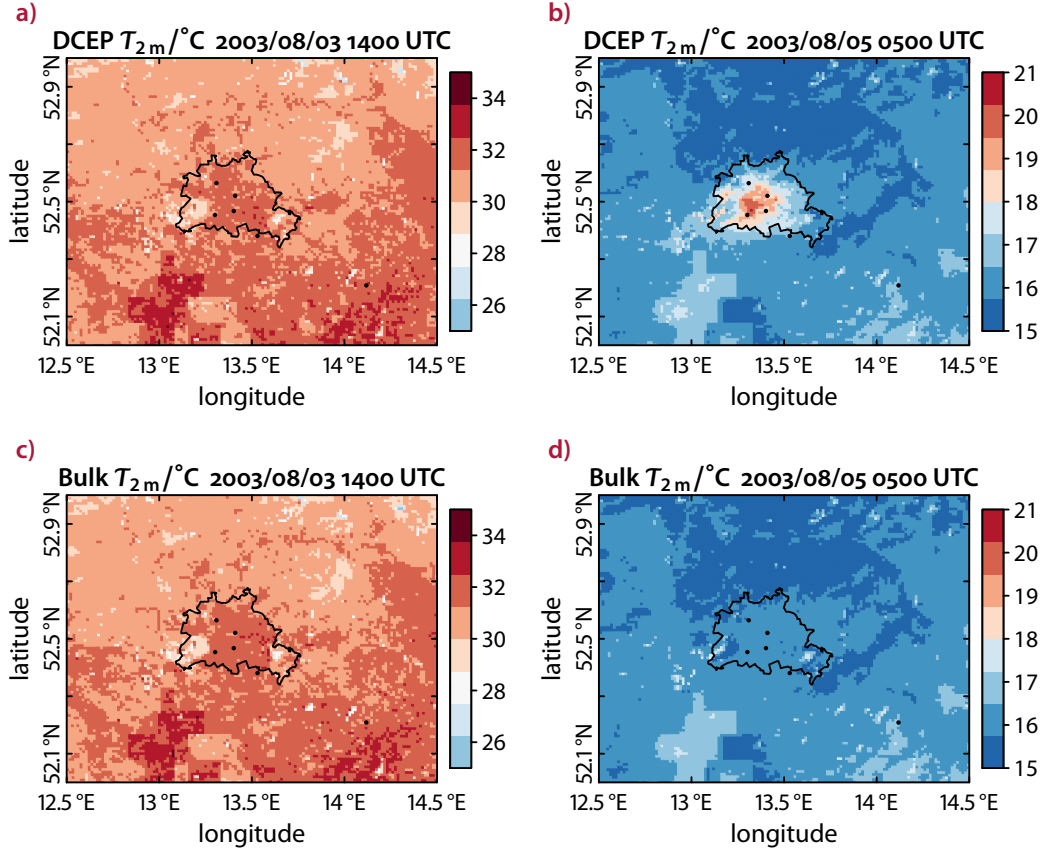 a)
DCEP T2 m/°C 2003/08/03 1400 UTC
52.9 °N
52.5 °N
52.1 °N
latitude
12.5 °E
13 °E
13.5 °E
14 °E
14.5 °E
longitude
34
32
30
28
26
b)
DCEP T2 m/°C 2003/08/05 0500 UTC
52.9 °N
52.5 °N
52.1 °N
latitude
12.5 °E
13 °E
13.5 °E
14 °E
14.5 °E
longitude
21
20
19
18
17
16
15
c)
Bulk T2 m/°C 2003/08/03 1400 UTC
52.9 °N
52.5 °N
52.1 °N
latitude
12.5 °E
13 °E
13.5 °E
14 °E
14.5 °E
longitude
34
32
30
28
26
d)
Bulk T2 m/°C 2003/08/05 0500 UTC
52.9 °N
52.5 °N
52.1 °N
latitude
12.5 °E
13 °E
13.5 °E
14 °E
14.5 °E
longitude
21
20
19
18
17
16
15